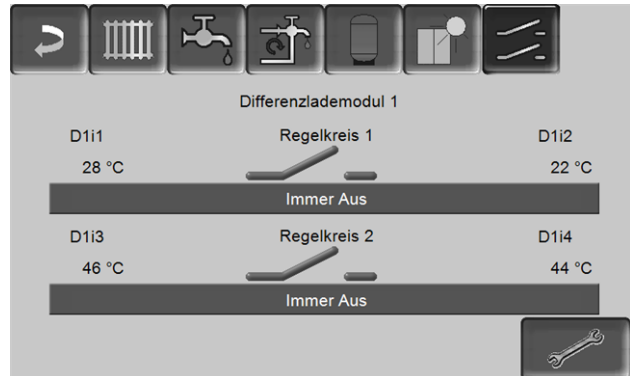 Differenzlademodul 1
D1i1 Regelkreis 1 D1i2
28 °C 22 °C
Immer Aus
D1i3 Regelkreis 2 D1i4
46 °C 44 °C
Immer Aus